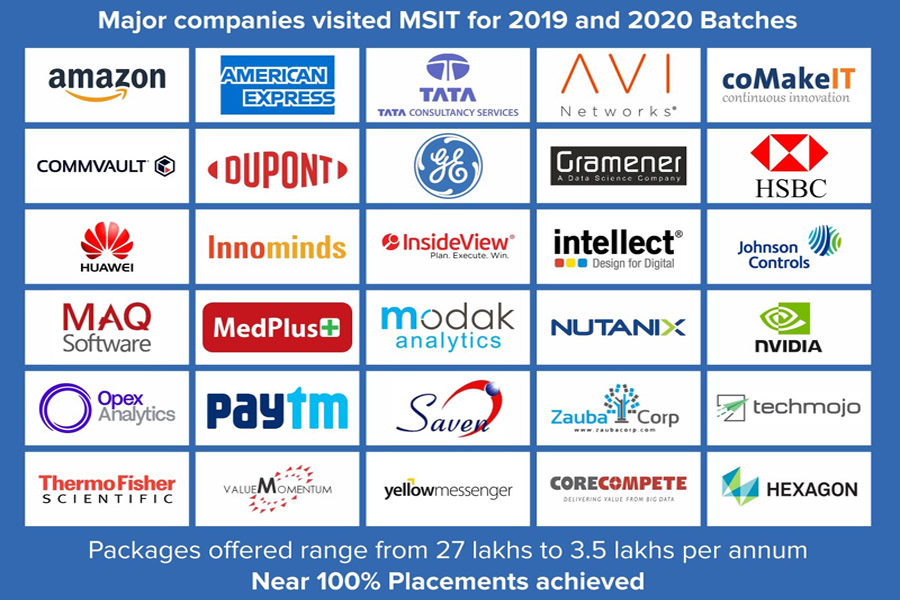 Major companies visited MSIT for 2019 and 2020 Batches
amazon
AMERICAN
EXPRESS
TATA
TATA CONSULTANCY SERVICES
AVI
Networks®
coMakeIT
continuous innovation
COMMVAULT
DUPONT
GE
Gramener
A Data Science Company
HSBC
HUAWEI
Innominds
InsideView®
Plan. Execute. Win.
intellect®
Design for Digital
Johnson
Controls
MAQ
Software
MedPlus
modak
analytics
NUTANIX
NVIDIA
Opex
Analytics
paytm
Saven
Zauba Corp
www.zaubacorp.com
techmojo
ThermoFisher
SCIENTIFIC
VALUEMOMENTUM
yellowmessenger
CORECOMPETE
DELIVERING VALUE FROM BIG DATA
HEXAGON
Packages offered range from 27 lakhs to 3.5 lakhs per annum
Near 100% Placements achieved